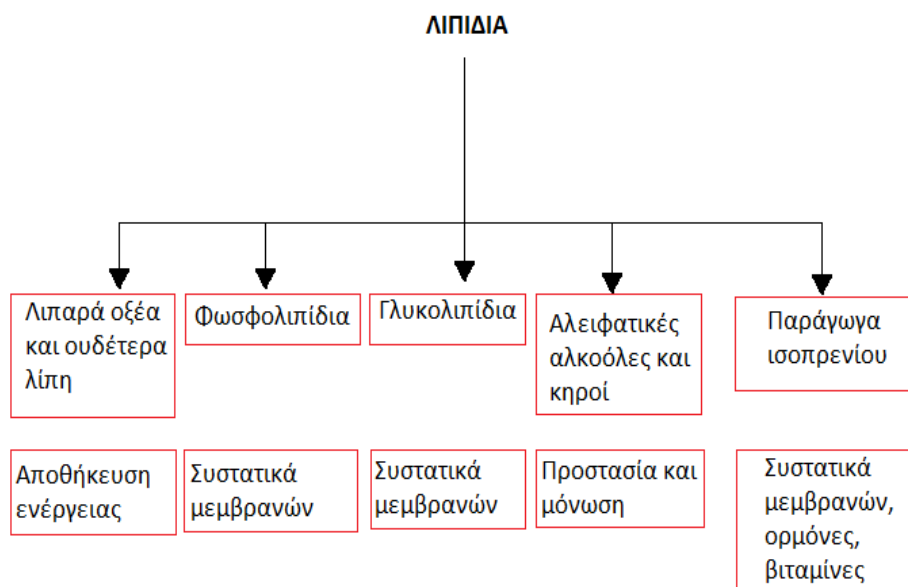 ΛΙΠΙΔΙΑ
Λιπαρά οξέα
και ουδέτερα
λίπη
Φωσφολιπίδια
Γλυκολιπίδια
Αλειφατικές
αλκοόλες και
κηροί
Παράγωγα
ισοπρενίου
Αποθήκευση
ενέργειας
Συστατικά
μεμβρανών
Συστατικά
μεμβρανών
Προστασία και
μόνωση
Συστατικά
μεμβρανών,
ορμόνες,
βιταμίνες